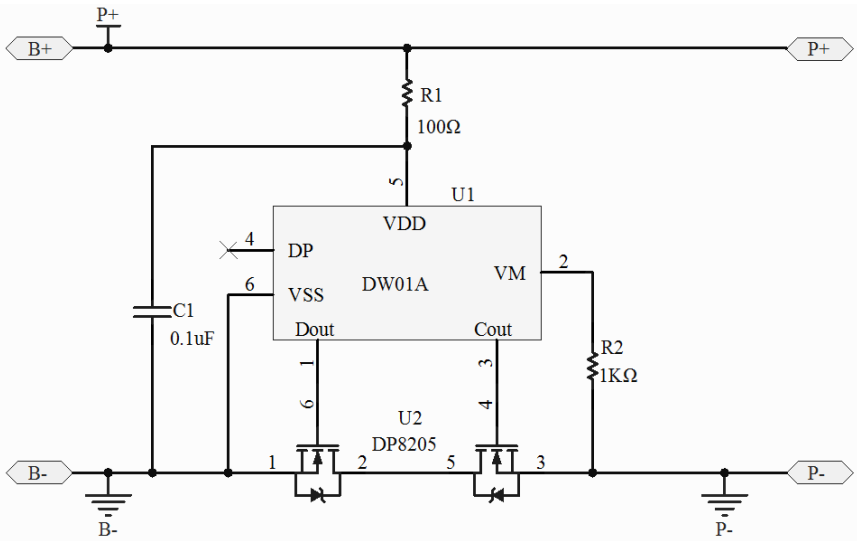 P+
B+
P+
R1
100Ω
5
U1
VDD
4
DP
2
VM
DW01A
6
VSS
C1
0.1uF
Dout
Cout
1
3
R2
1KΩ
6
4
U2
DP8205
B-
1
2
5
3
P-
B-
P-